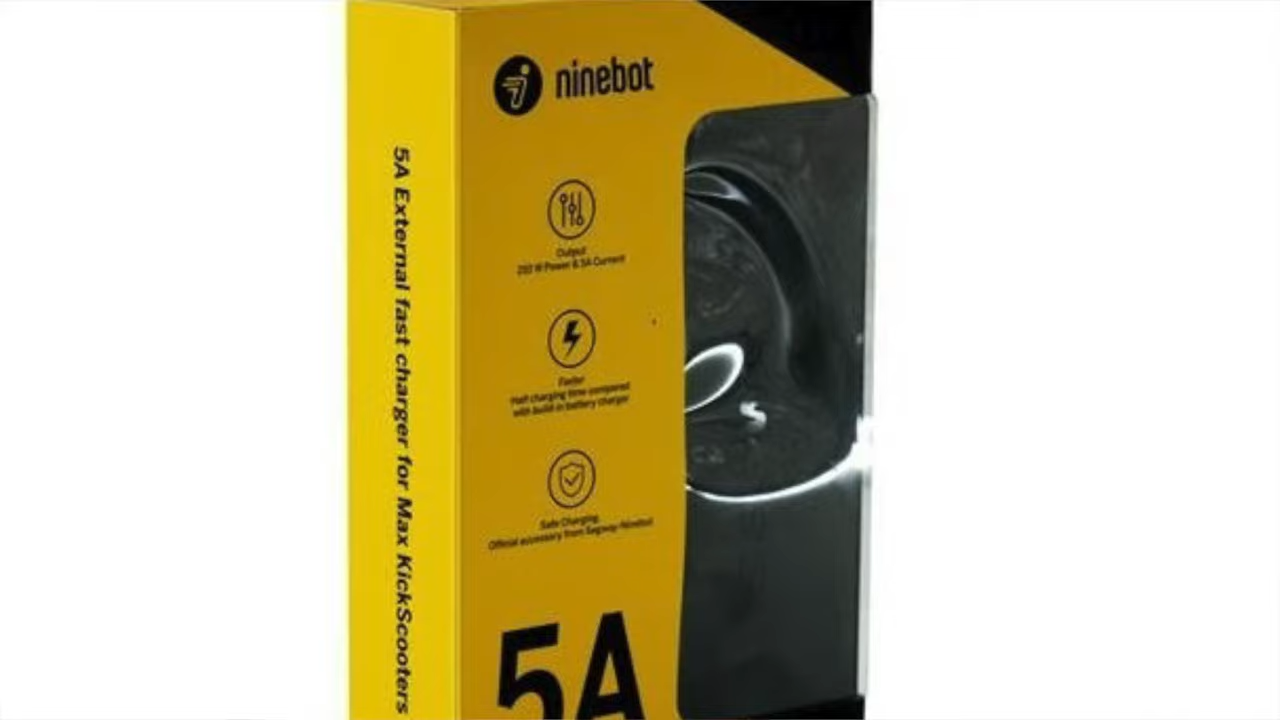 ninebot
5A External fast charger for Max KickScooters
Output
Power & 5A Current
Faster
Half charging time compared
with build-in battery charger
Safe Charging
Official accessory from Segway-Ninebot
5A